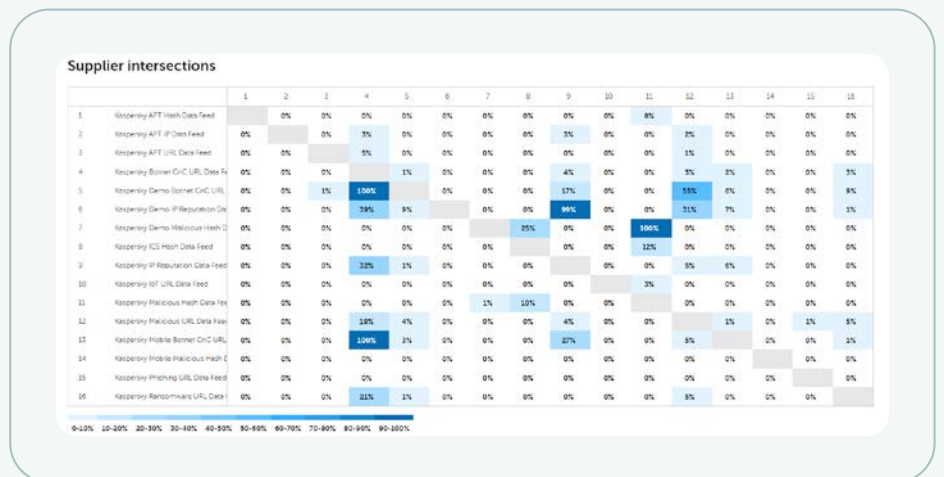 Supplier intersections
1 2 3 4 5 6 7 8 9 10 11 12 13 14 15 16
1 Kaspersky APT Hash Data Feed 0% 0% 0% 0% 0% 0% 0% 0% 0% 8% 0% 0% 0% 0% 0%
2 Kaspersky APT IP Data Feed 0% 0% 3% 0% 0% 0% 0% 3% 0% 0% 2% 0% 0% 0% 0%
3 Kaspersky APT URL Data Feed 0% 0% 5% 0% 0% 0% 0% 0% 0% 0% 1% 0% 0% 0% 0%
4 Kaspersky Botnet CnC URL Data Fe 0% 0% 0% 1% 0% 0% 0% 4% 0% 0% 3% 2% 0% 0% 3%
5 Kaspersky Demo Botnet CnC URL 0% 0% 1% 100% 0% 0% 0% 17% 0% 0% 55% 6% 0% 0% 9%
6 Kaspersky Demo IP Reputation Da 0% 0% 0% 39% 9% 0% 0% 99% 0% 0% 31% 7% 0% 0% 1%
7 Kaspersky Demo Malicious Hash D 0% 0% 0% 0% 0% 0% 25% 0% 0% 100% 0% 0% 0% 0% 0%
8 Kaspersky ICS Hash Data Feed 0% 0% 0% 0% 0% 0% 0% 0% 0% 12% 0% 0% 0% 0% 0%
9 Kaspersky IP Reputation Data Feed 0% 0% 0% 32% 1% 0% 0% 0% 0% 0% 5% 6% 0% 0% 0%
10 Kaspersky IoT URL Data Feed 0% 0% 0% 0% 0% 0% 0% 0% 0% 3% 0% 0% 0% 0% 0%
11 Kaspersky Malicious Hash Data Fee 0% 0% 0% 0% 0% 0% 1% 10% 0% 0% 0% 0% 0% 0% 0%
12 Kaspersky Malicious URL Data Feed 0% 0% 0% 18% 4% 0% 0% 0% 4% 0% 0% 1% 0% 1% 5%
13 Kaspersky Mobile Botnet CnC URL 0% 0% 0% 100% 3% 0% 0% 0% 27% 0% 0% 5% 0% 0% 1%
14 Kaspersky Mobile Malicious Hash D 0% 0% 0% 0% 0% 0% 0% 0% 0% 0% 0% 0% 0% 0% 0%
15 Kaspersky Phishing URL Data Feed 0% 0% 0% 0% 0% 0% 0% 0% 0% 0% 0% 0% 0% 0% 0%
16 Kaspersky Ransomware URL Data 0% 0% 0% 21% 1% 0% 0% 0% 0% 0% 0% 5% 0% 0% 0%
0-10% 10-20% 20-30% 30-40% 40-50% 50-60% 60-70% 70-80% 80-90% 90-100%